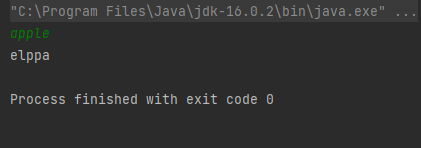 "C:\Program Files\Java\jdk-16.0.2\bin\java.exe" ...
apple
elppa
Process finished with exit code 0